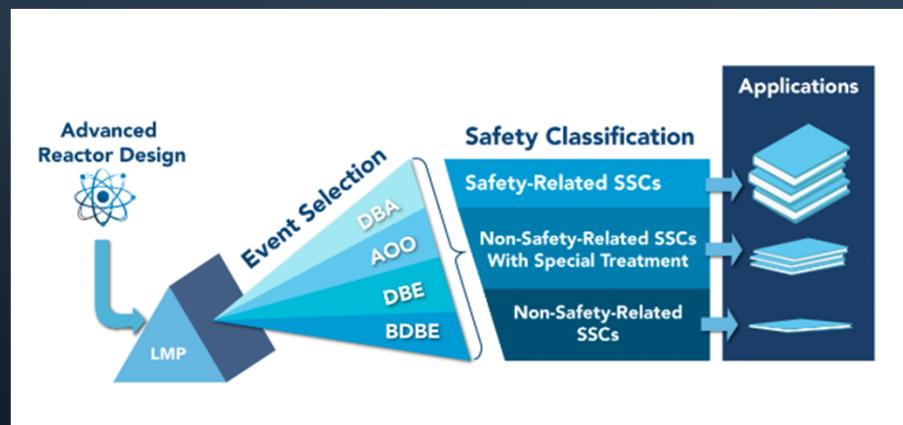 Advanced
Reactor Design
LMP
Event Selection
DBA
AOO
DBE
BDBE
Safety Classification
Safety-Related SSCs
Non-Safety-Related SSCs
With Special Treatment
Non-Safety-Related
SSCs
Applications